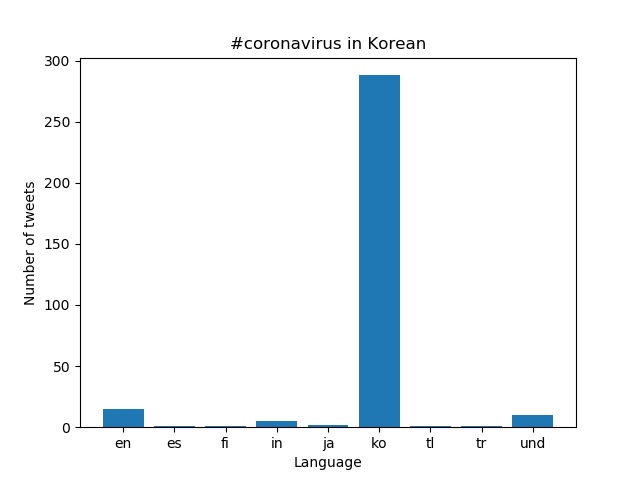 #coronavirus in Korean
300
250
200
150
100
50
0
Number of tweets
en es fi in ja ko tl tr und
Language